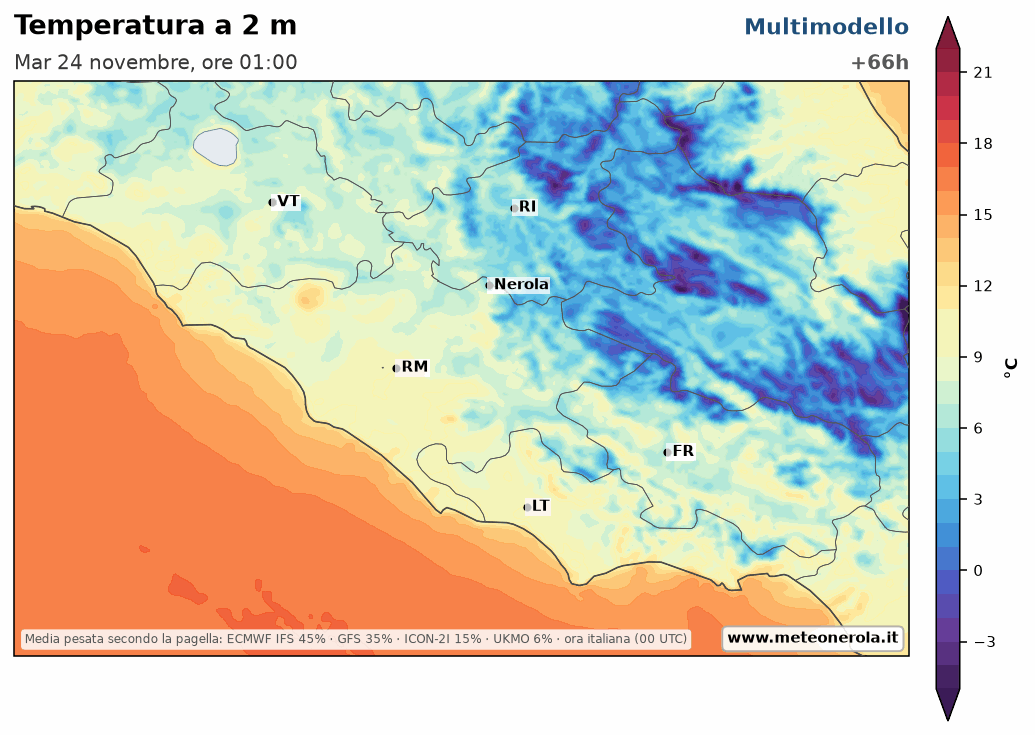 Temperatura a 2 m
Multimodello
Mar 24 novembre, ore 01:00
+66h
21
18
15
12
9
6
3
0
−3
°C
VT
RI
Nerola
RM
FR
LT
Media pesata secondo la pagella: ECMWF IFS 45% · GFS 35% · ICON-2I 15% · UKMO 6% · ora italiana (00 UTC)
www.meteonerola.it